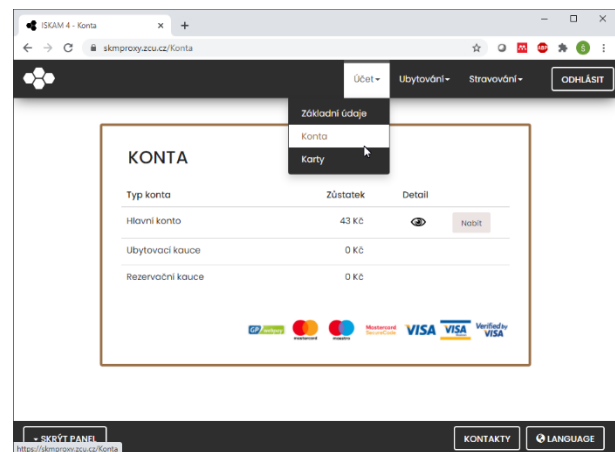 ISKAM 4 - Konta
skmproxy.zcu.cz/Konta
Účet Ubytování Stravování ODHLÁSIT
Základní údaje
Konta
Karty
KONTA
Typ konta Zůstatek Detail
Hlavní konto 43 Kč Nabít
Ubytovací kauce 0 Kč
Rezervační kauce 0 Kč
GP webpay mastercard maestro Mastercard SecureCode VISA VISA Verified by VISA
SKRÝT PANEL KONTAKTY LANGUAGE
https://skmproxy.zcu.cz/Konta